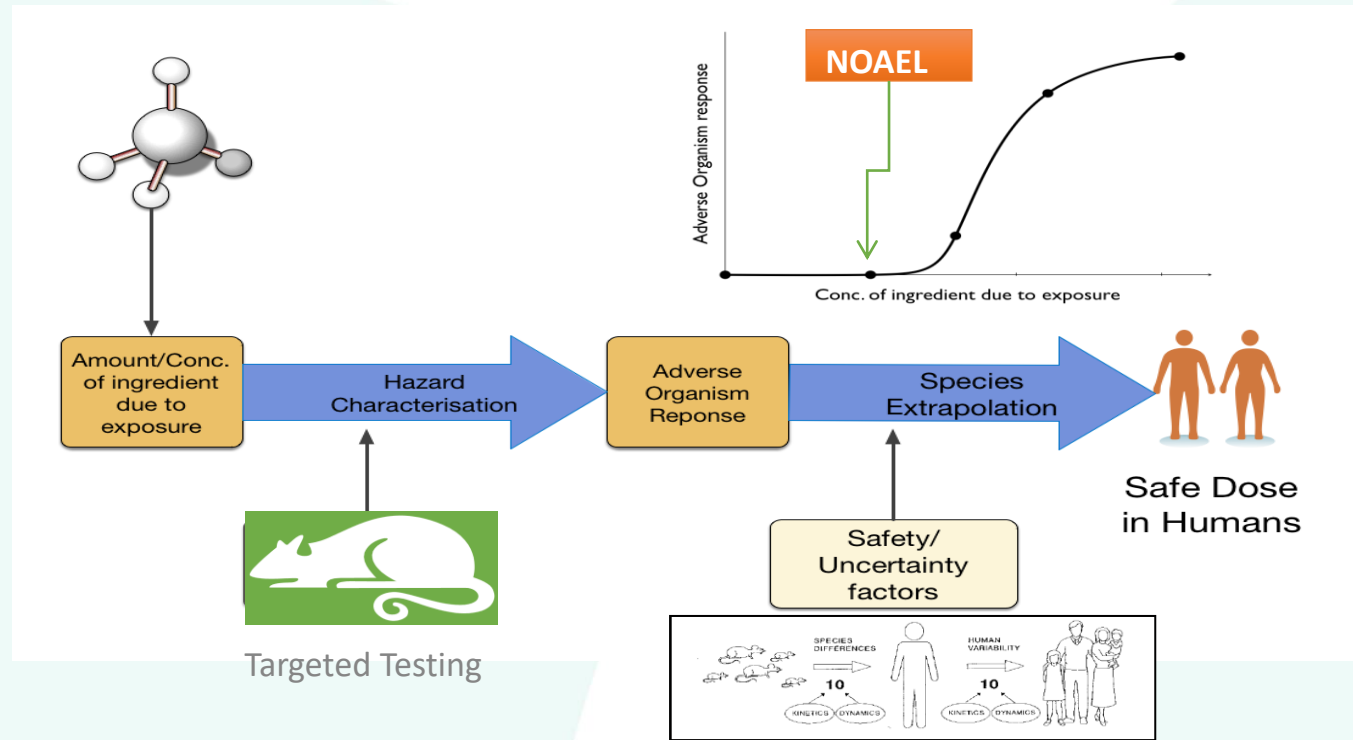 NOAEL
Adverse Organism response
Conc. of ingredient due to exposure
Amount/Conc.
of ingredient
due to
exposure
Hazard
Characterisation
Adverse
Organism
Reponse
Species
Extrapolation
Safe Dose
in Humans
Targeted Testing
Safety/
Uncertainty
factors
SPECIES
DIFFÉRENCES
10
KINETICS
DYNAMICS
HUMAN
VARIABILITY
10
KINETICS
DYNAMICS